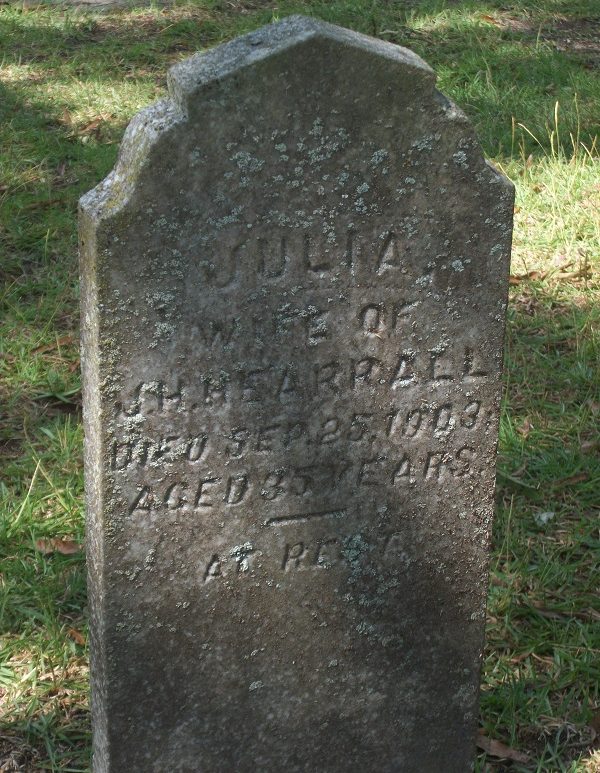 JULIA
WIFE OF
J.H. HEARRALL
DIED SEP. 25, 1903.
AGED 35 YEARS.
AT REST.